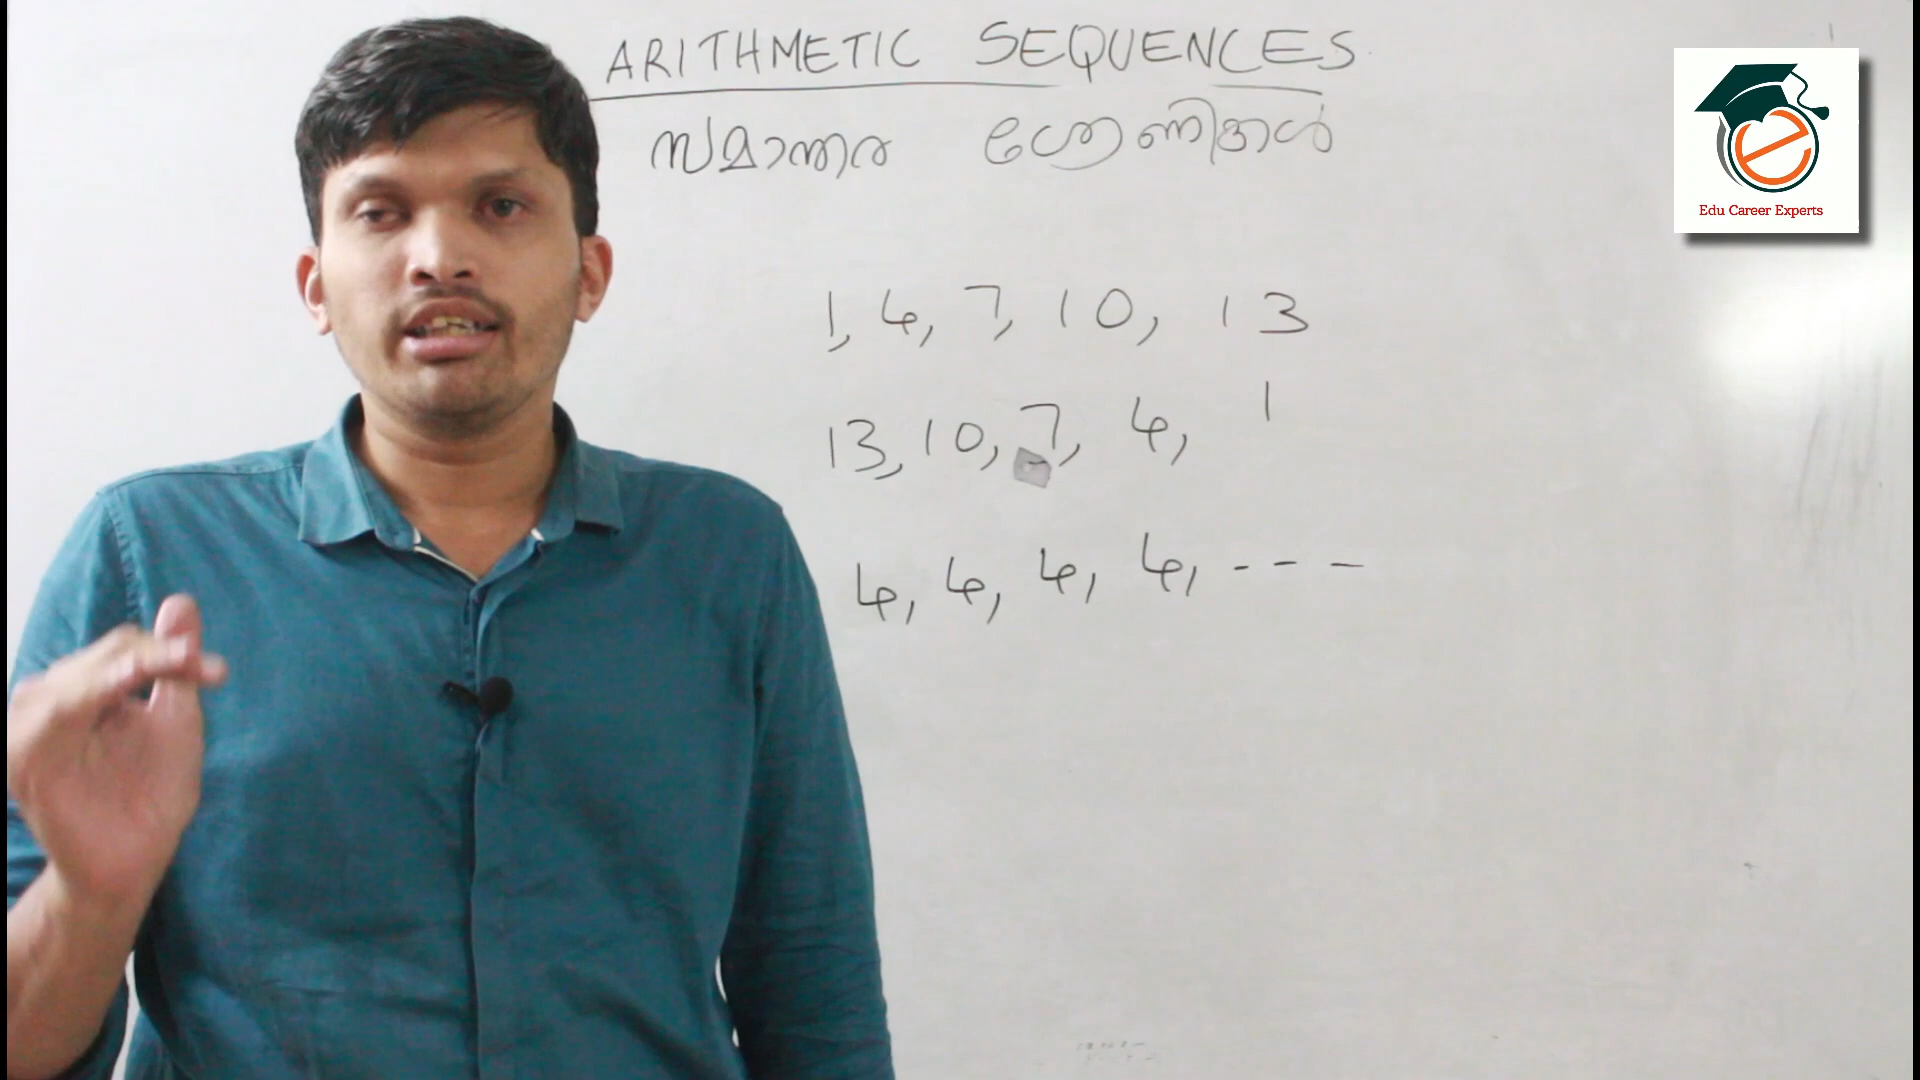 ARITHMETIC SEQUENCES
സമാന്തര ശ്രേണികൾ
Edu Career Experts
1, 4, 7, 10, 13
13, 10, 7, 4, 1
4, 4, 4, 4, - - -